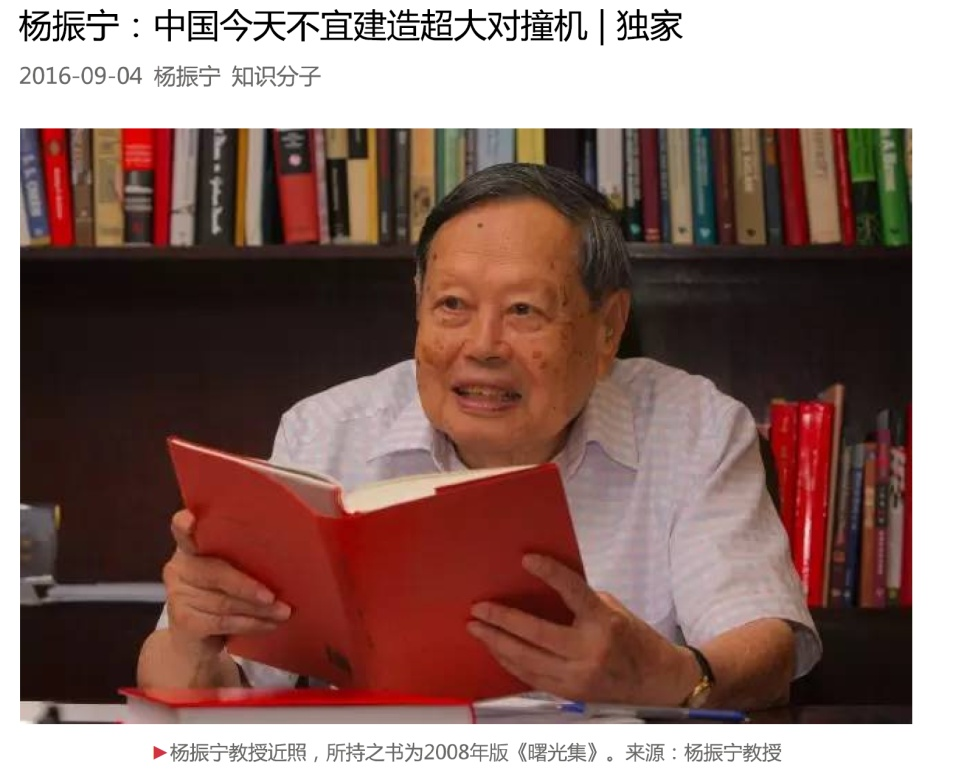 杨振宁：中国今天不宜建造超大对撞机 | 独家
2016-09-04 杨振宁 知识分子
▶杨振宁教授近照，所持之书为2008年版《曙光集》。来源：杨振宁教授